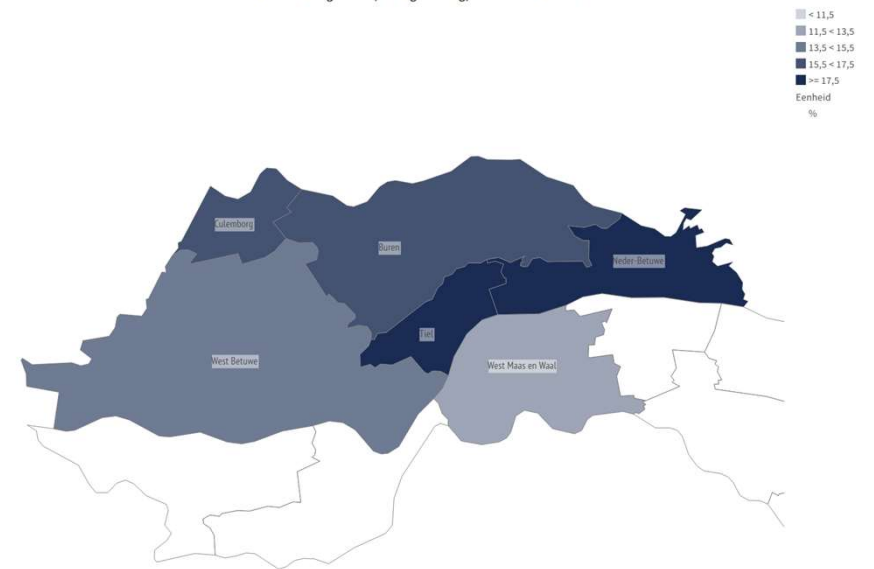 < 11,5
11,5 < 13,5
13,5 < 15,5
15,5 < 17,5
>= 17,5
Eenheid
%
Culemborg
Buren
Neder-Betuwe
Tiel
West Betuwe
West Maas en Waal